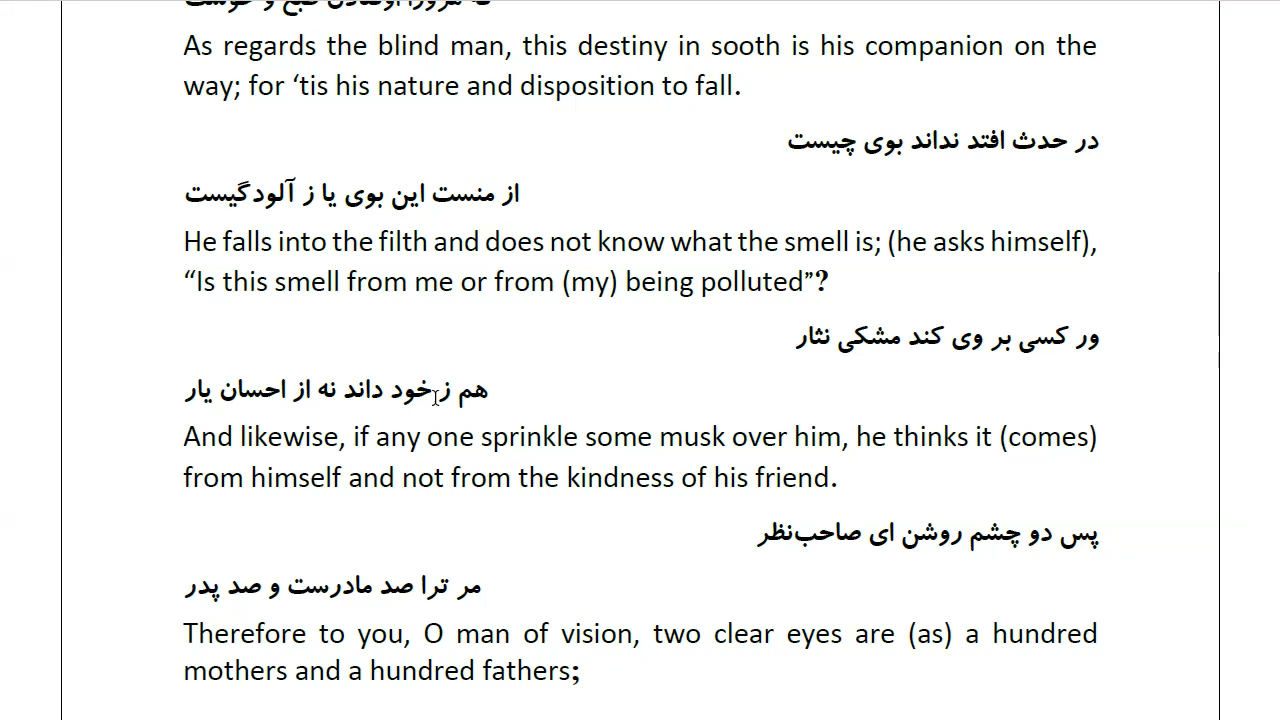 As regards the blind man, this destiny in sooth is his companion on the
way; for ‘tis his nature and disposition to fall.
در حدث افتد نداند بوی چیست
از منست این بوی یا ز آلودگیست
He falls into the filth and does not know what the smell is; (he asks himself),
“Is this smell from me or from (my) being polluted”?
ور کسی بر وی کند مشکی نثار
هم ز خود داند نه از احسان یار
And likewise, if any one sprinkle some musk over him, he thinks it (comes)
from himself and not from the kindness of his friend.
پس دو چشم روشن ای صاحب‌نظر
مر ترا صد مادرست و صد پدر
Therefore to you, O man of vision, two clear eyes are (as) a hundred
mothers and a hundred fathers;